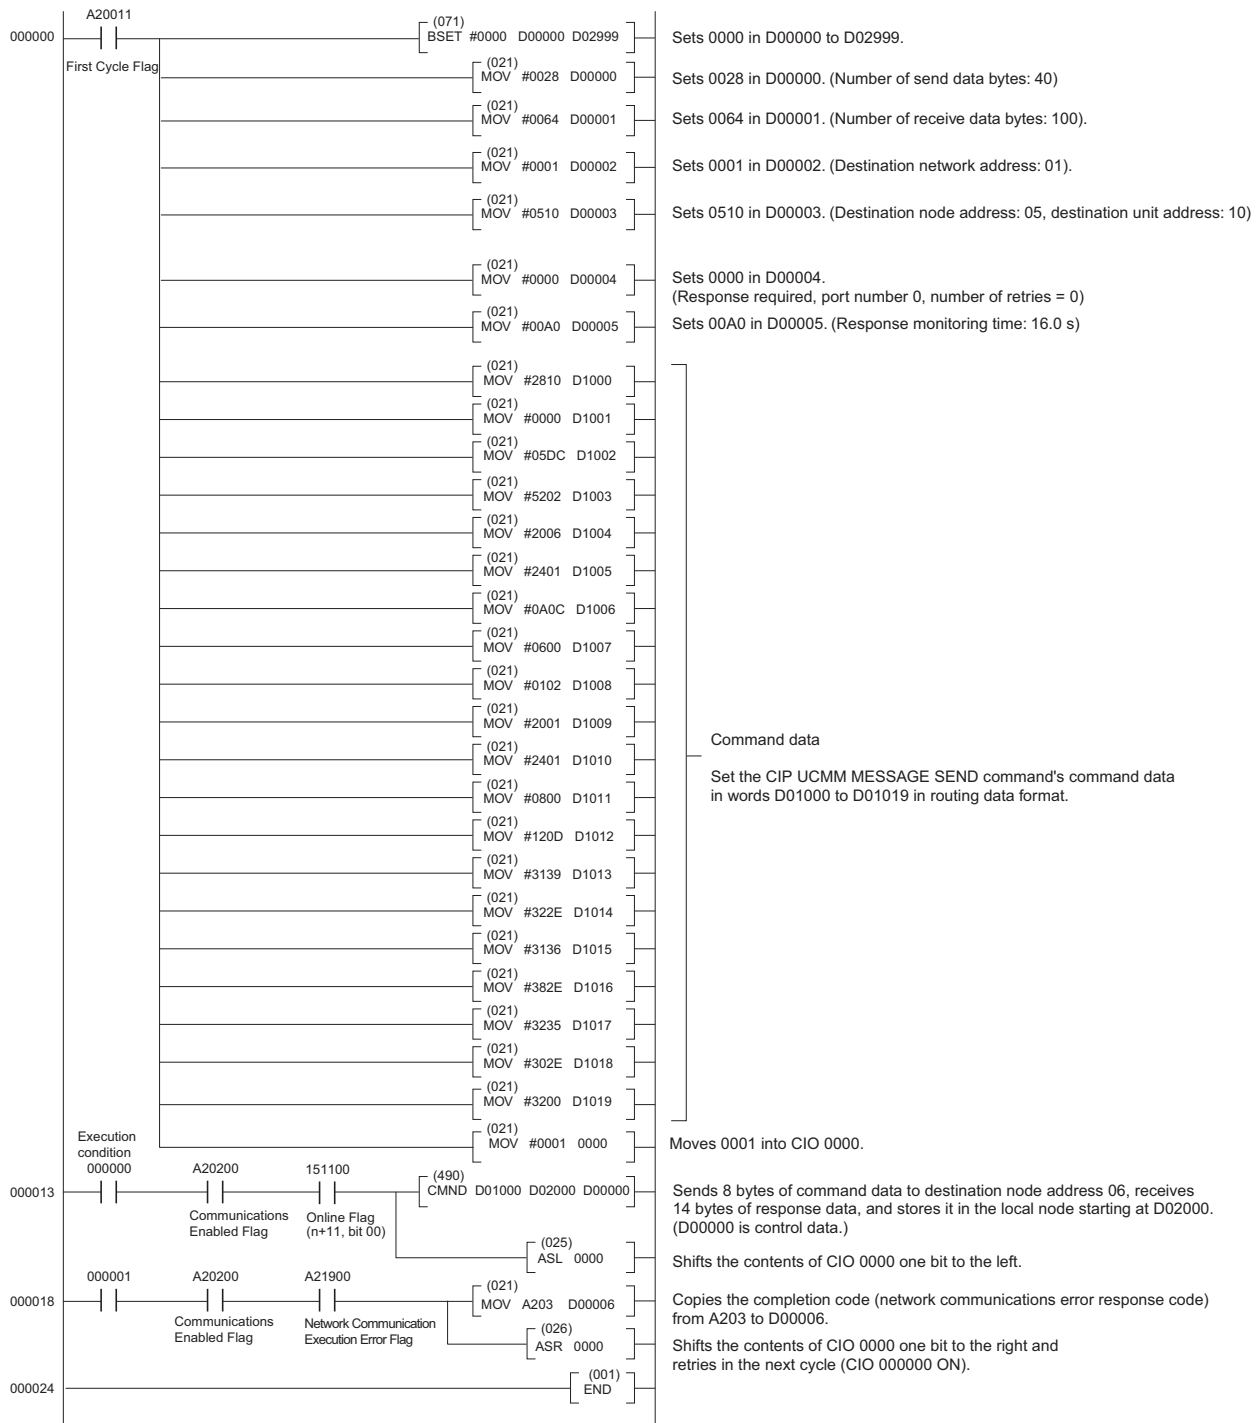 A20011
000000
First Cycle Flag
(071)
BSET #0000 D00000 D02999
Sets 0000 in D00000 to D02999.
(021)
MOV #0028 D00000
Sets 0028 in D00000. (Number of send data bytes: 40)
(021)
MOV #0064 D00001
Sets 0064 in D00001. (Number of receive data bytes: 100).
(021)
MOV #0001 D00002
Sets 0001 in D00002. (Destination network address: 01).
(021)
MOV #0510 D00003
Sets 0510 in D00003. (Destination node address: 05, destination unit address: 10)
(021)
MOV #0000 D00004
Sets 0000 in D00004.
(Response required, port number 0, number of retries = 0)
(021)
MOV #00A0 D00005
Sets 00A0 in D00005. (Response monitoring time: 16.0 s)
(021)
MOV #2810 D1000
(021)
MOV #0000 D1001
(021)
MOV #05DC D1002
(021)
MOV #5202 D1003
(021)
MOV #2006 D1004
(021)
MOV #2401 D1005
(021)
MOV #0A0C D1006
(021)
MOV #0600 D1007
(021)
MOV #0102 D1008
(021)
MOV #2001 D1009
(021)
MOV #2401 D1010
(021)
MOV #0800 D1011
(021)
MOV #120D D1012
(021)
MOV #3139 D1013
(021)
MOV #322E D1014
(021)
MOV #3136 D1015
(021)
MOV #382E D1016
(021)
MOV #3235 D1017
(021)
MOV #302E D1018
(021)
MOV #3200 D1019
Command data
Set the CIP UCMM MESSAGE SEND command's command data
in words D01000 to D01019 in routing data format.
(021)
MOV #0001 0000
Moves 0001 into CIO 0000.
Execution
condition
000000
A20200
151100
000013
Communications
Enabled Flag
Online Flag
(n+11, bit 00)
(490)
CMND D01000 D02000 D00000
Sends 8 bytes of command data to destination node address 06, receives
14 bytes of response data, and stores it in the local node starting at D02000.
(D00000 is control data.)
(025)
ASL 0000
Shifts the contents of CIO 0000 one bit to the left.
000001
A20200
A21900
000018
Communications
Enabled Flag
Network Communication
Execution Error Flag
(021)
MOV A203 D00006
Copies the completion code (network communications error response code)
from A203 to D00006.
(026)
ASR 0000
Shifts the contents of CIO 0000 one bit to the right and
retries in the next cycle (CIO 000000 ON).
000024
(001)
END